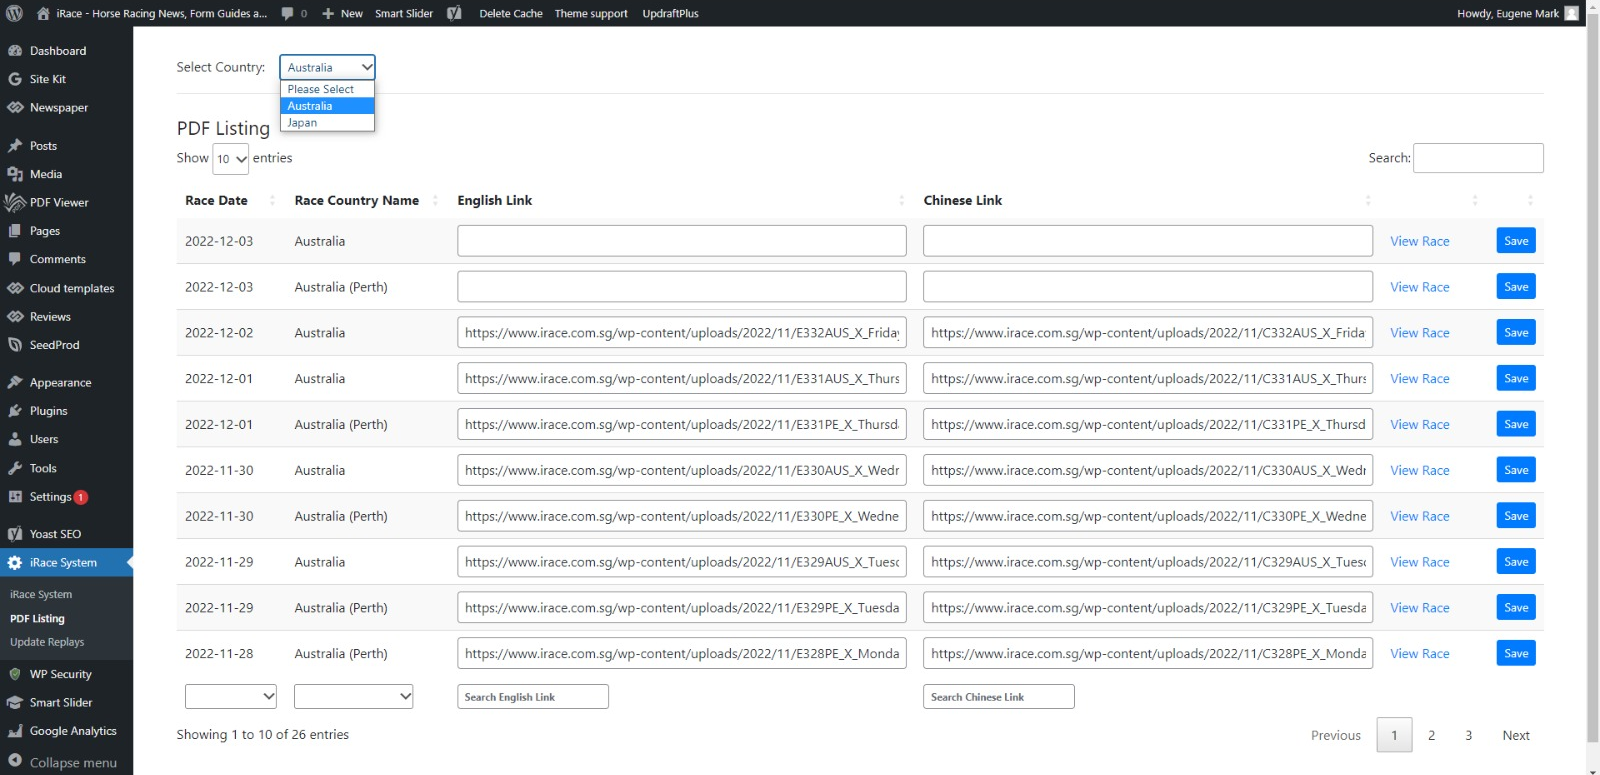 iRace - Horse Racing News, Form Guides a...
0
New
Smart Slider
Delete Cache
Theme support
UpdraftPlus
Howdy, Eugene Mark
Dashboard
Site Kit
Newspaper
Posts
Media
PDF Viewer
Pages
Comments
Cloud templates
Reviews
SeedProd
Appearance
Plugins
Users
Tools
Settings 1
Yoast SEO
iRace System
iRace System
PDF Listing
Update Replays
WP Security
Smart Slider
Google Analytics
Collapse menu
Select Country: Australia
Please Select
Australia
Japan
PDF Listing
Show 10 entries
Search:
Race Date Race Country Name English Link Chinese Link
2022-12-03 Australia View Race Save
2022-12-03 Australia (Perth) View Race Save
2022-12-02 Australia https://www.irace.com.sg/wp-content/uploads/2022/11/E332AUS_X_Friday https://www.irace.com.sg/wp-content/uploads/2022/11/C332AUS_X_Frida View Race Save
2022-12-01 Australia https://www.irace.com.sg/wp-content/uploads/2022/11/E331AUS_X_Thurs https://www.irace.com.sg/wp-content/uploads/2022/11/C331AUS_X_Thurs View Race Save
2022-12-01 Australia (Perth) https://www.irace.com.sg/wp-content/uploads/2022/11/E331PE_X_Thursda https://www.irace.com.sg/wp-content/uploads/2022/11/C331PE_X_Thursd View Race Save
2022-11-30 Australia https://www.irace.com.sg/wp-content/uploads/2022/11/E330AUS_X_Wedn https://www.irace.com.sg/wp-content/uploads/2022/11/C330AUS_X_Wedn View Race Save
2022-11-30 Australia (Perth) https://www.irace.com.sg/wp-content/uploads/2022/11/E330PE_X_Wedne https://www.irace.com.sg/wp-content/uploads/2022/11/C330PE_X_Wedne View Race Save
2022-11-29 Australia https://www.irace.com.sg/wp-content/uploads/2022/11/E329AUS_X_Tuesd https://www.irace.com.sg/wp-content/uploads/2022/11/C329AUS_X_Tuesd View Race Save
2022-11-29 Australia (Perth) https://www.irace.com.sg/wp-content/uploads/2022/11/E329PE_X_Tuesda https://www.irace.com.sg/wp-content/uploads/2022/11/C329PE_X_Tuesda View Race Save
2022-11-28 Australia (Perth) https://www.irace.com.sg/wp-content/uploads/2022/11/E328PE_X_Monda https://www.irace.com.sg/wp-content/uploads/2022/11/C328PE_X_Monda View Race Save
Search English Link Search Chinese Link
Showing 1 to 10 of 26 entries
Previous 1 2 3 Next